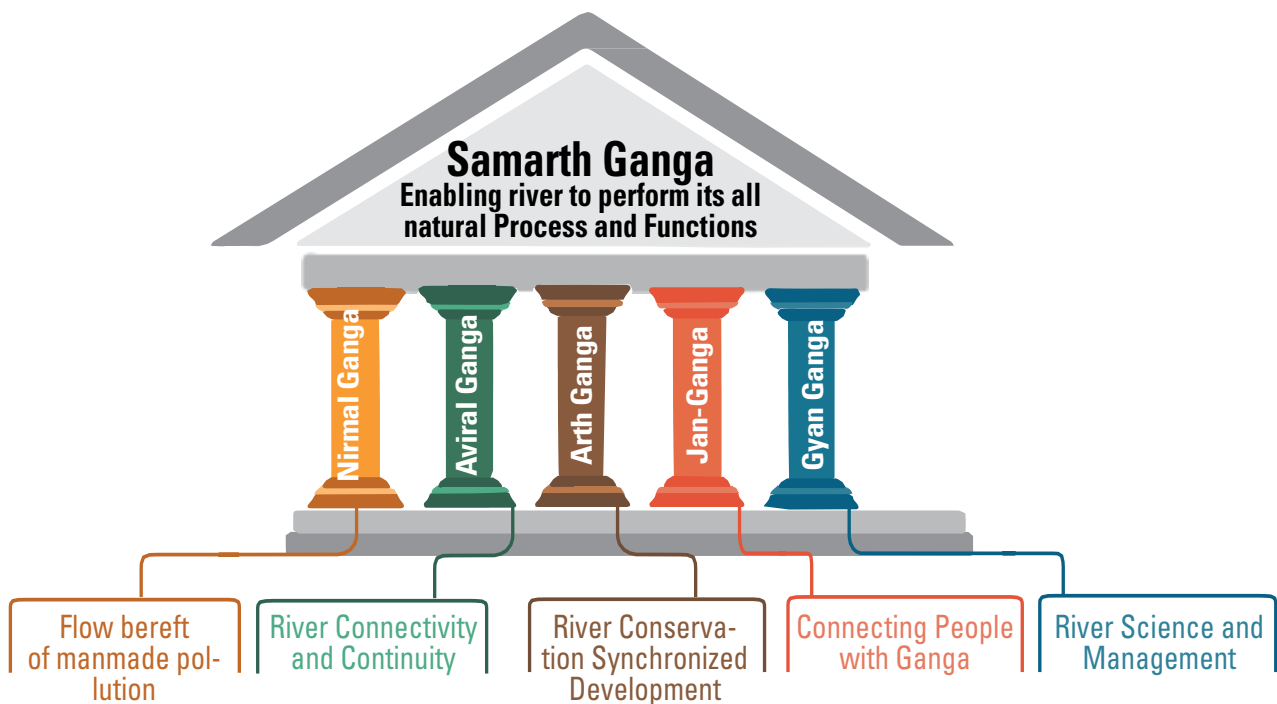 Samarth Ganga
Enabling river to perform its all
natural Process and Functions
Nirmal Ganga
Aviral Ganga
Arth Ganga
Jan-Ganga
Gyan Ganga
Flow bereft
of manmade pol-
lution
River Connectivity
and Continuity
River Conserva-
tion Synchronized
Development
Connecting People
with Ganga
River Science and
Management